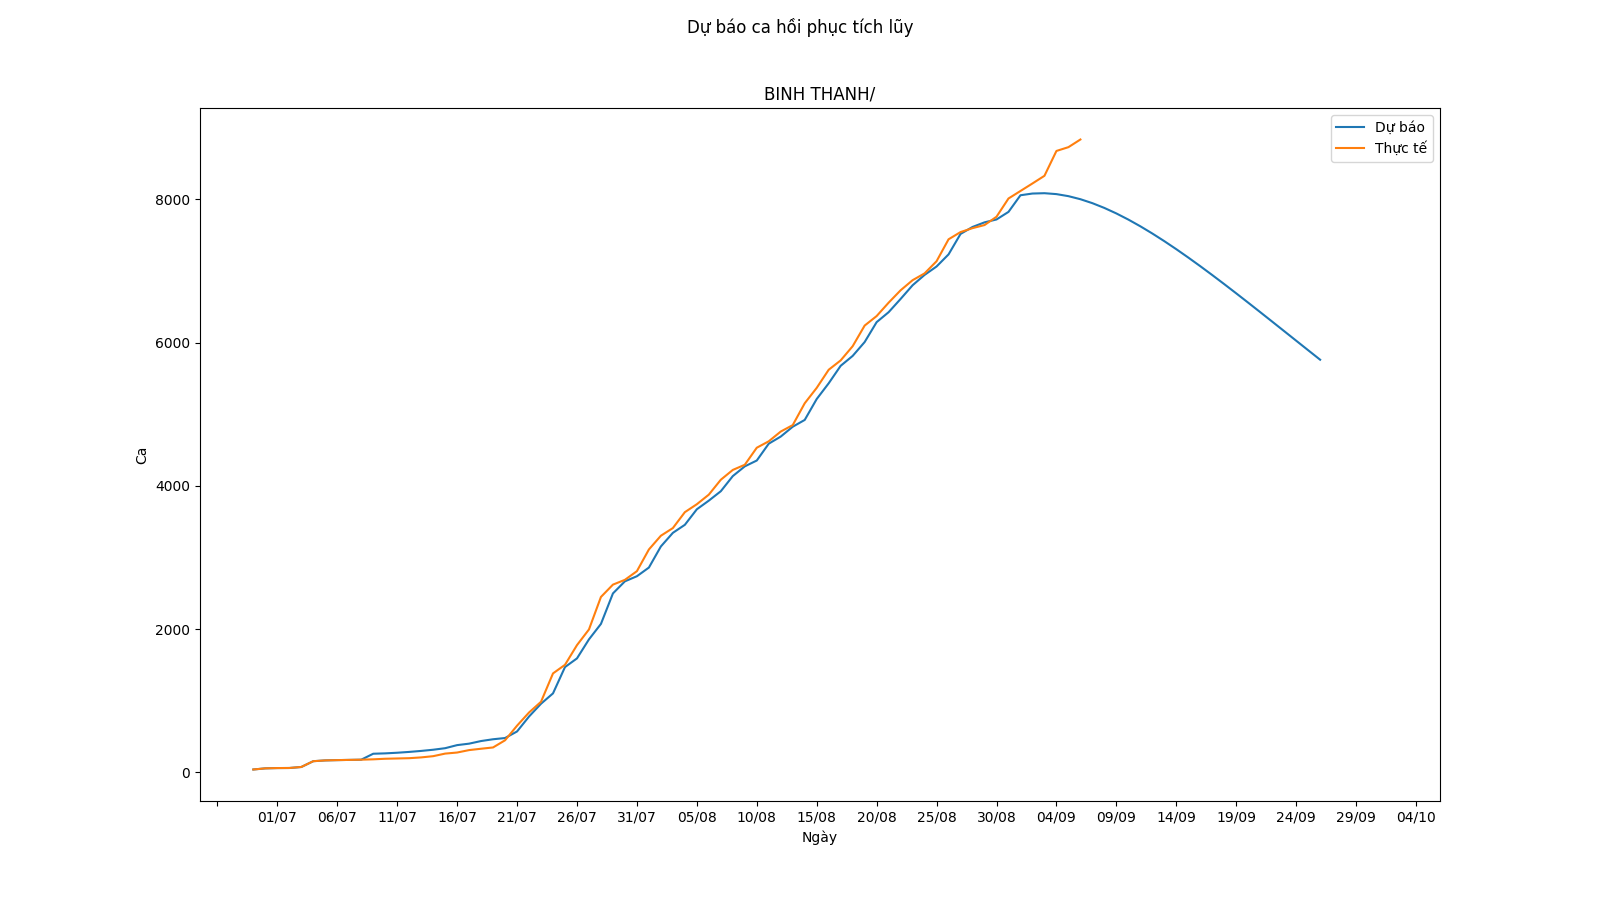 Dự báo ca hồi phục tích lũy
BINH THANH/
Dự báo
Thực tế
8000
6000
4000
2000
0
Ca
01/07 06/07 11/07 16/07 21/07 26/07 31/07 05/08 10/08 15/08 20/08 25/08 30/08 04/09 09/09 14/09 19/09 24/09 29/09 04/10
Ngày